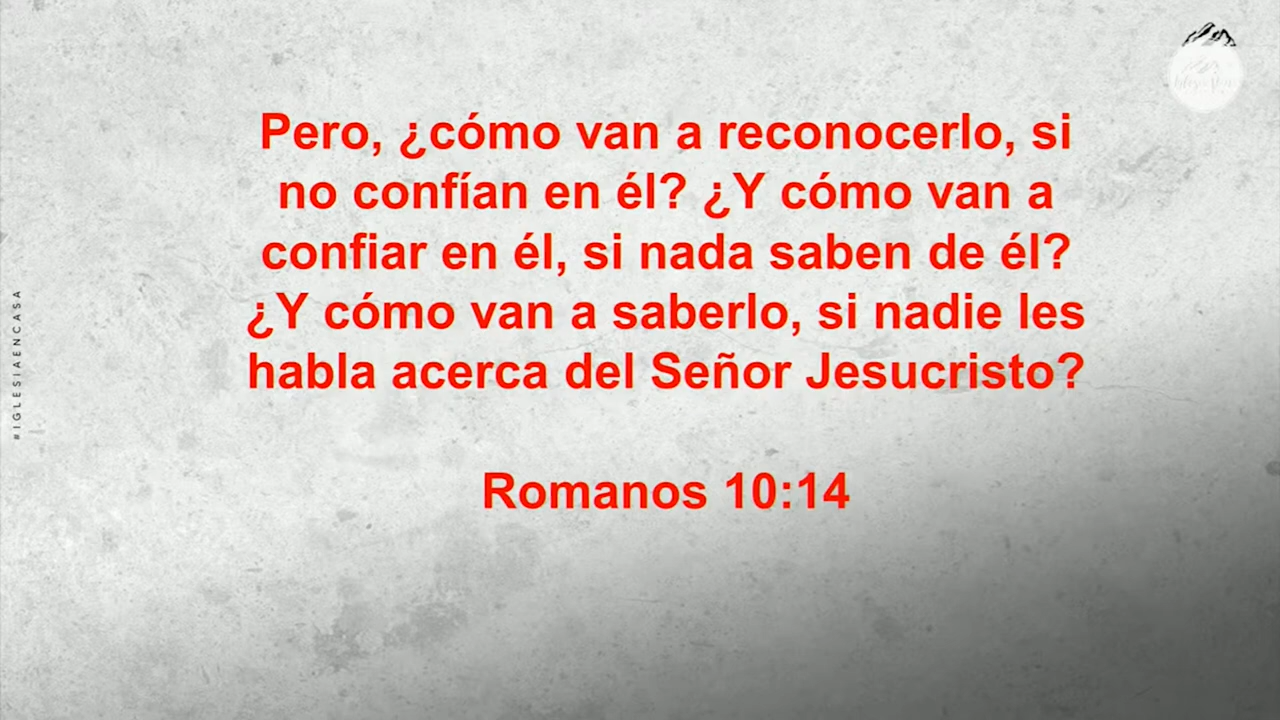 Pero, ¿cómo van a reconocerlo, si
no confían en él? ¿Y cómo van a
confiar en él, si nada saben de él?
¿Y cómo van a saberlo, si nadie les
habla acerca del Señor Jesucristo?
Romanos 10:14
#IGLESIAENCASA